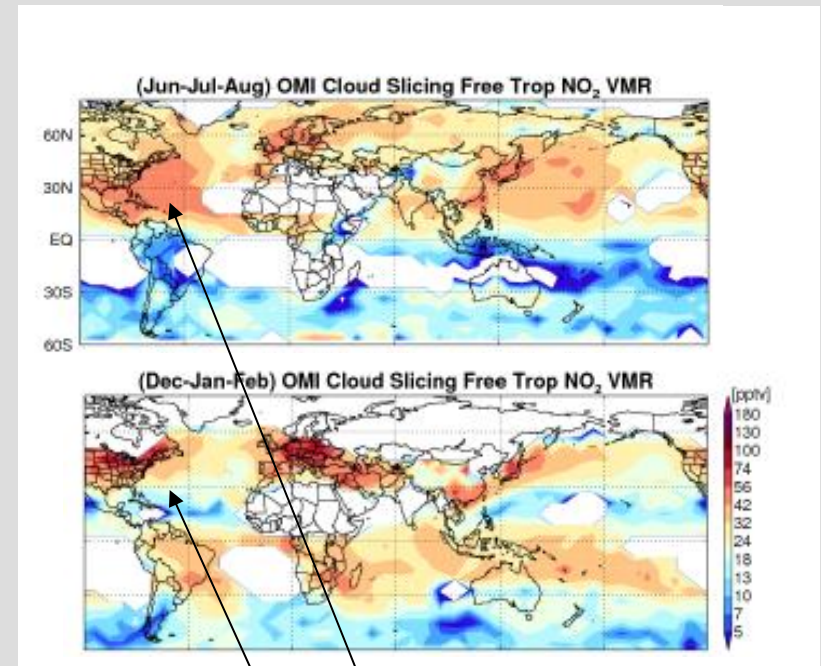 (Jun-Jul-Aug) OMI Cloud Slicing Free Trop NO₂ VMR
60N
30N
EQ
30S
60S
(Dec-Jan-Feb) OMI Cloud Slicing Free Trop NO₂ VMR
[pptv]
180
130
100
74
56
42
32
24
18
13
10
7
5